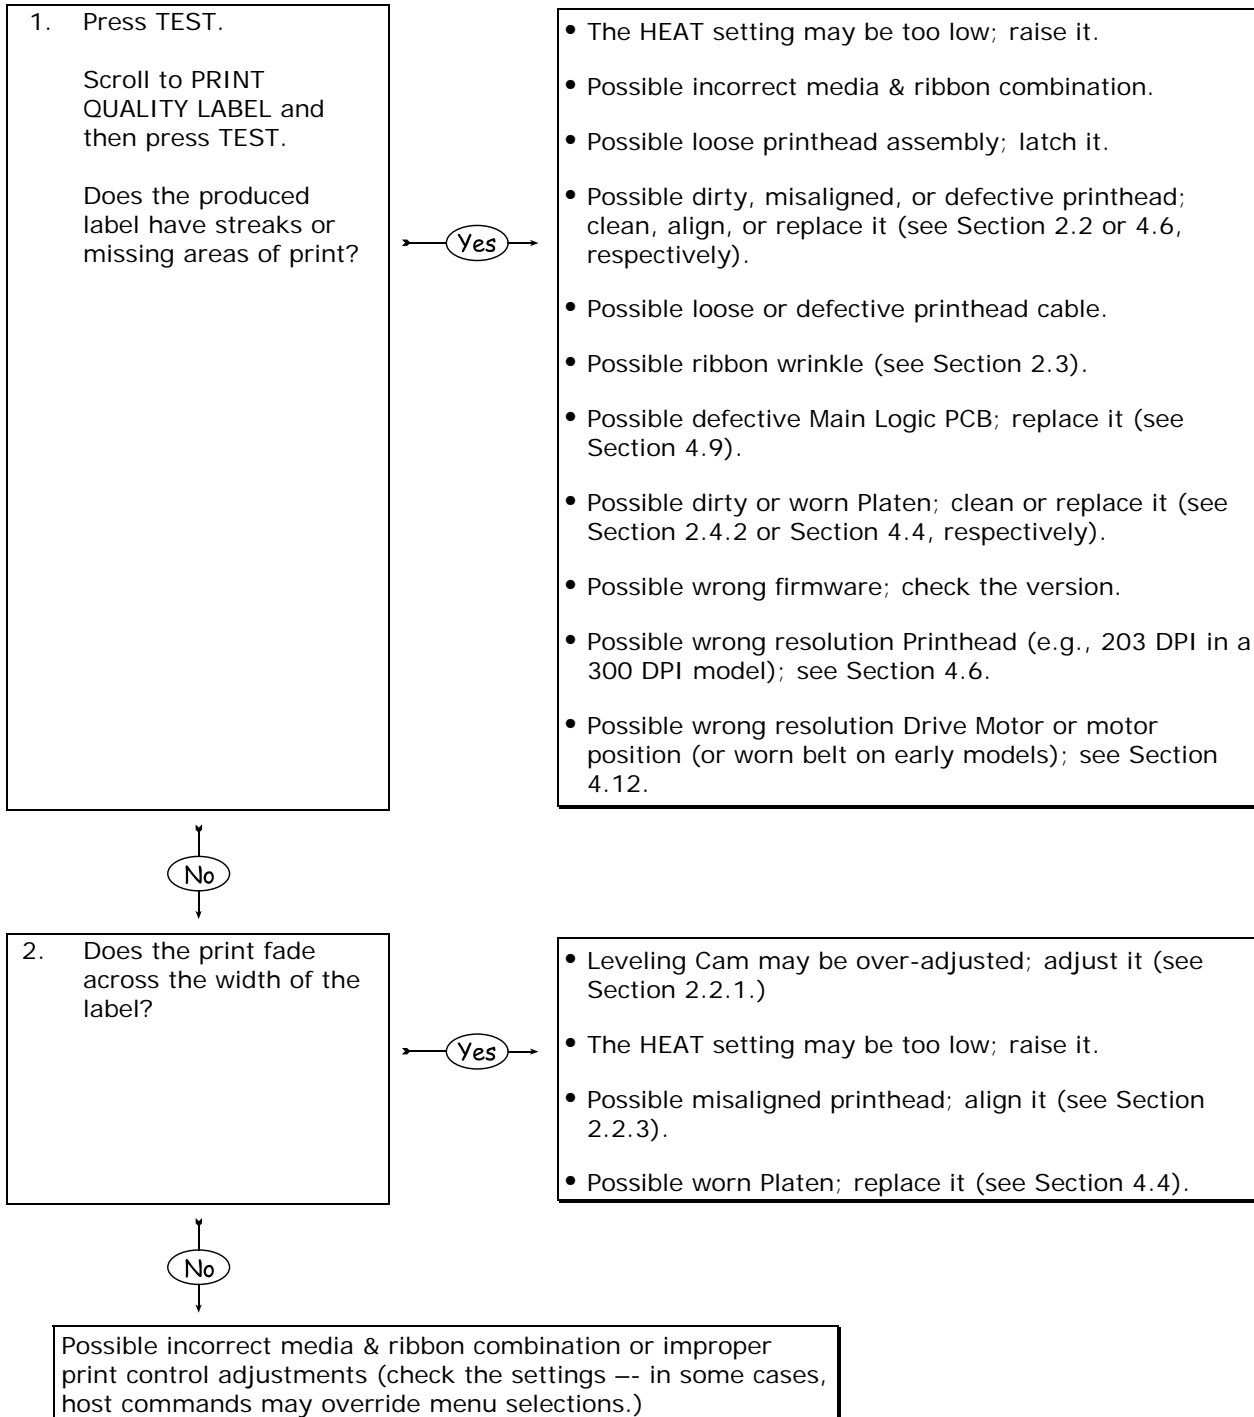 1. Press TEST.
Scroll to PRINT
QUALITY LABEL and
then press TEST.
Does the produced
label have streaks or
missing areas of print?
Yes
• The HEAT setting may be too low; raise it.
• Possible incorrect media & ribbon combination.
• Possible loose printhead assembly; latch it.
• Possible dirty, misaligned, or defective printhead;
clean, align, or replace it (see Section 2.2 or 4.6,
respectively).
• Possible loose or defective printhead cable.
• Possible ribbon wrinkle (see Section 2.3).
• Possible defective Main Logic PCB; replace it (see
Section 4.9).
• Possible dirty or worn Platen; clean or replace it (see
Section 2.4.2 or Section 4.4, respectively).
• Possible wrong firmware; check the version.
• Possible wrong resolution Printhead (e.g., 203 DPI in a
300 DPI model); see Section 4.6.
• Possible wrong resolution Drive Motor or motor
position (or worn belt on early models); see Section
4.12.
No
2. Does the print fade
across the width of the
label?
Yes
• Leveling Cam may be over-adjusted; adjust it (see
Section 2.2.1.)
• The HEAT setting may be too low; raise it.
• Possible misaligned printhead; align it (see Section
2.2.3).
• Possible worn Platen; replace it (see Section 4.4).
No
Possible incorrect media & ribbon combination or improper
print control adjustments (check the settings –- in some cases,
host commands may override menu selections.)